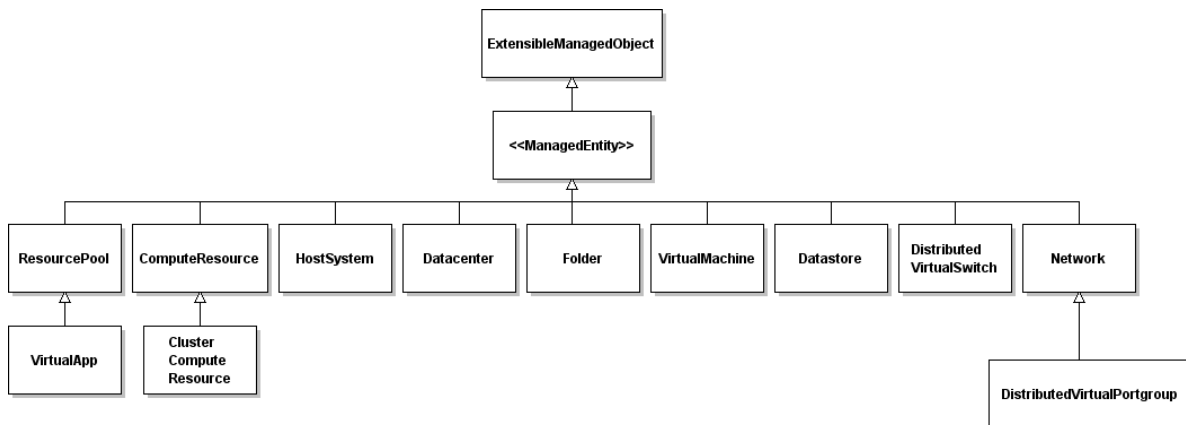 ExtensibleManagedObject
<<ManagedEntity>>
ResourcePool
ComputeResource
HostSystem
Datacenter
Folder
VirtualMachine
Datastore
Distributed
VirtualSwitch
Network
VirtualApp
Cluster
Compute
Resource
DistributedVirtualPortgroup